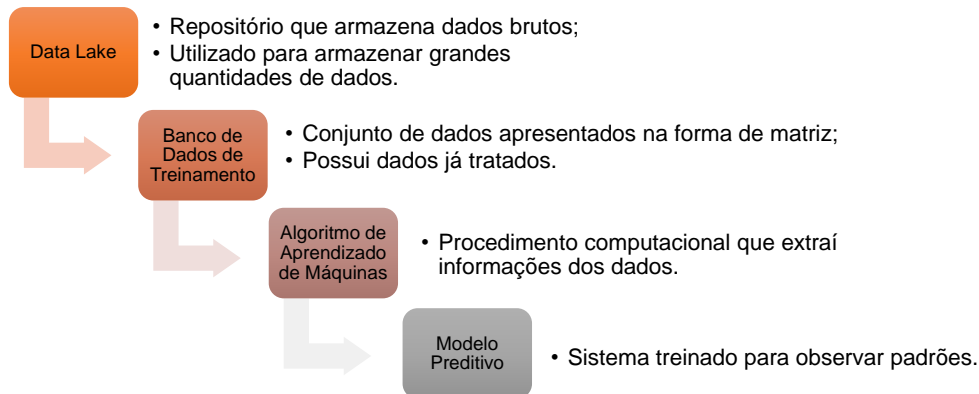 Data Lake
• Repositório que armazena dados brutos;
• Utilizado para armazenar grandes
quantidades de dados.
Banco de
Dados de
Treinamento
• Conjunto de dados apresentados na forma de matriz;
• Possui dados já tratados.
Algoritmo de
Aprendizado
de Máquinas
• Procedimento computacional que extraí
informações dos dados.
Modelo
Preditivo
• Sistema treinado para observar padrões.